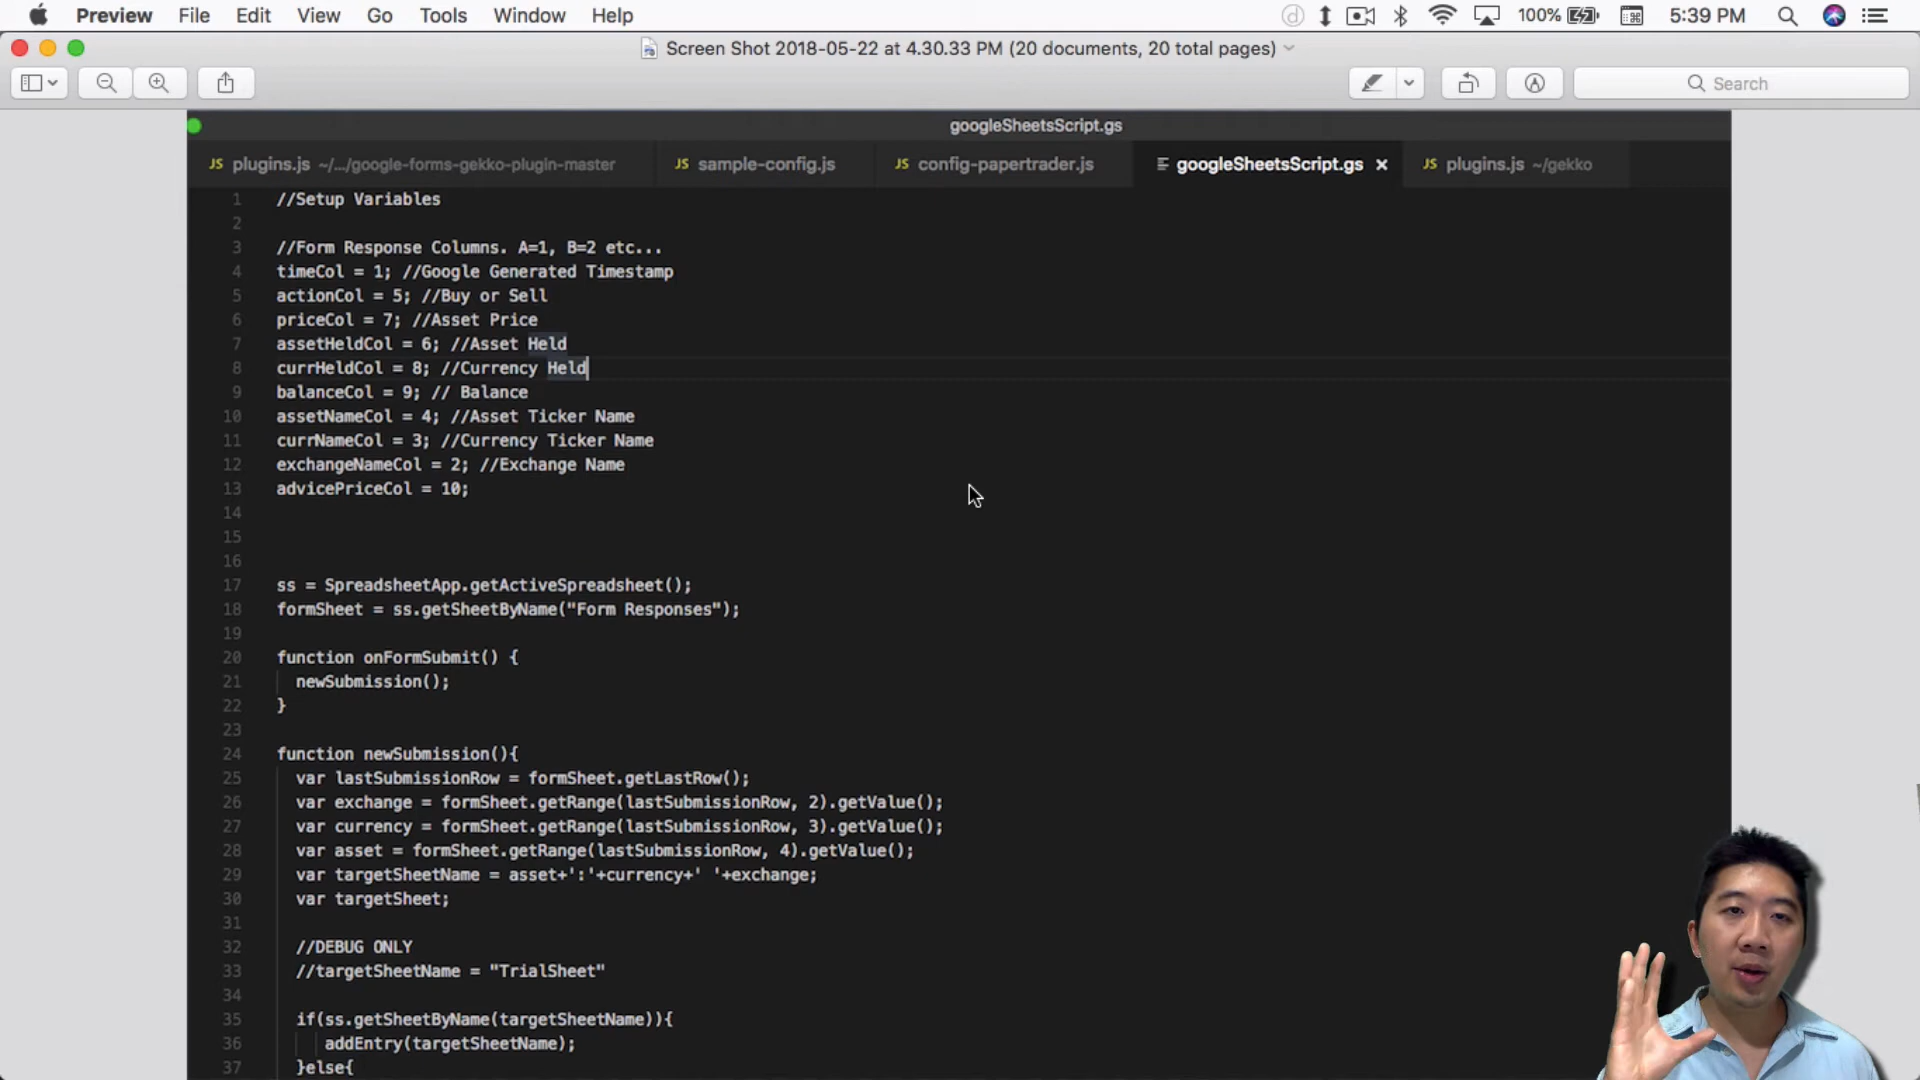 Preview File Edit View Go Tools Window Help 100% 5:39 PM
Screen Shot 2018-05-22 at 4.30.33 PM (20 documents, 20 total pages)
Search
googleSheetsScript.gs
JS plugins.js ~/.../google-forms-gekko-plugin-master JS sample-config.js JS config-papertrader.js googleSheetsScript.gs × JS plugins.js ~/gekko
1 //Setup Variables
2
3 //Form Response Columns. A=1, B=2 etc...
4 timeCol = 1; //Google Generated Timestamp
5 actionCol = 5; //Buy or Sell
6 priceCol = 7; //Asset Price
7 assetHeldCol = 6; //Asset Held
8 currHeldCol = 8; //Currency Held
9 balanceCol = 9; // Balance
10 assetNameCol = 4; //Asset Ticker Name
11 currNameCol = 3; //Currency Ticker Name
12 exchangeNameCol = 2; //Exchange Name
13 advicePriceCol = 10;
14
15
16
17 ss = SpreadsheetApp.getActiveSpreadsheet();
18 formSheet = ss.getSheetByName("Form Responses");
19
20 function onFormSubmit() {
21 newSubmission();
22 }
23
24 function newSubmission(){
25 var lastSubmissionRow = formSheet.getLastRow();
26 var exchange = formSheet.getRange(lastSubmissionRow, 2).getValue();
27 var currency = formSheet.getRange(lastSubmissionRow, 3).getValue();
28 var asset = formSheet.getRange(lastSubmissionRow, 4).getValue();
29 var targetSheetName = asset+':'+currency+' '+exchange;
30 var targetSheet;
31
32 //DEBUG ONLY
33 //targetSheetName = "TrialSheet"
34
35 if(ss.getSheetByName(targetSheetName)){
36 addEntry(targetSheetName);
37 }else{